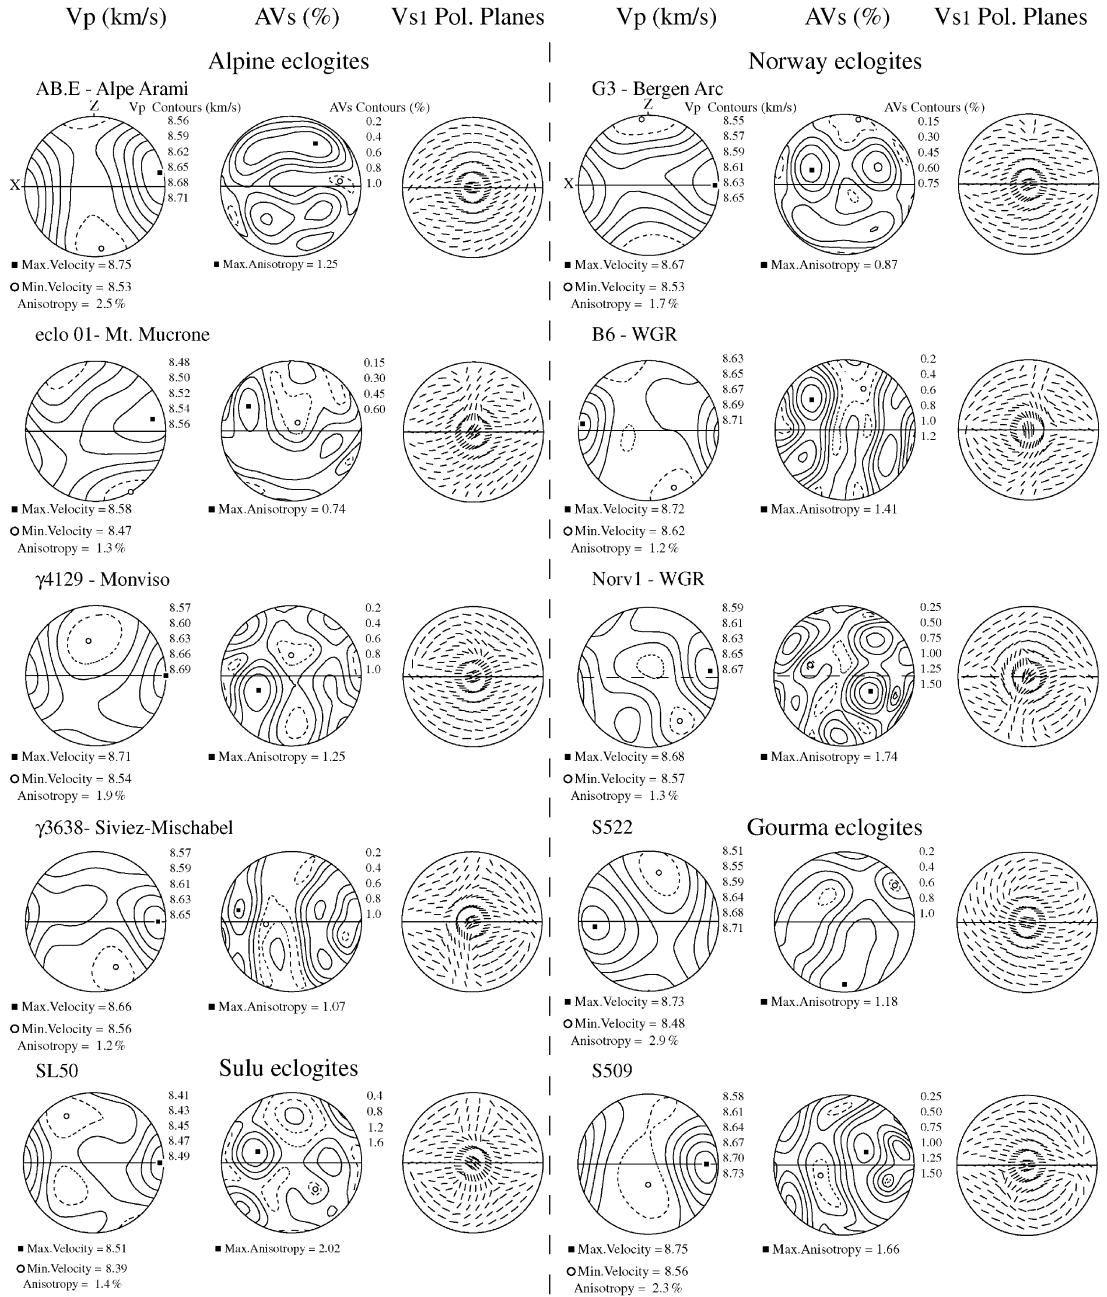 Vp (km/s) AVs (%) Vs1 Pol. Planes Vp (km/s) AVs (%) Vs1 Pol. Planes
Alpine eclogites
AB.E - Alpe Arami
Z Vp Contours (km/s) AVs Contours (%)
X
8.56
8.59
8.62
8.65
8.68
8.71
0.2
0.4
0.6
0.8
1.0
■ Max.Velocity = 8.75 ■ Max.Anisotropy = 1.25
Min.Velocity = 8.53
Anisotropy = 2.5 %
eclo 01- Mt. Mucrone
8.48
8.50
8.52
8.54
8.56
0.15
0.30
0.45
0.60
■ Max.Velocity = 8.58 ■ Max.Anisotropy = 0.74
Min.Velocity = 8.47
Anisotropy = 1.3 %
γ4129 - Monviso
8.57
8.60
8.63
8.66
8.69
0.2
0.4
0.6
0.8
1.0
■ Max.Velocity = 8.71 ■ Max.Anisotropy = 1.25
Min.Velocity = 8.54
Anisotropy = 1.9 %
γ3638- Siviez-Mischabel
8.57
8.59
8.61
8.63
8.65
0.2
0.4
0.6
0.8
1.0
■ Max.Velocity = 8.66 ■ Max.Anisotropy = 1.07
Min.Velocity = 8.56
Anisotropy = 1.2 %
SL50 Sulu eclogites
8.41
8.43
8.45
8.47
8.49
0.4
0.8
1.2
1.6
■ Max.Velocity = 8.51 ■ Max.Anisotropy = 2.02
Min.Velocity = 8.39
Anisotropy = 1.4 %
Norway eclogites
G3 - Bergen Arc
Z Vp Contours (km/s) AVs Contours (%)
X
8.55
8.57
8.59
8.61
8.63
8.65
0.15
0.30
0.45
0.60
0.75
■ Max.Velocity = 8.67 ■ Max.Anisotropy = 0.87
Min.Velocity = 8.53
Anisotropy = 1.7 %
B6 - WGR
8.63
8.65
8.67
8.69
8.71
0.2
0.4
0.6
0.8
1.0
1.2
■ Max.Velocity = 8.72 ■ Max.Anisotropy = 1.41
Min.Velocity = 8.62
Anisotropy = 1.2 %
Norv1 - WGR
8.59
8.61
8.63
8.65
8.67
0.25
0.50
0.75
1.00
1.25
1.50
■ Max.Velocity = 8.68 ■ Max.Anisotropy = 1.74
Min.Velocity = 8.57
Anisotropy = 1.3 %
S522 Gourma eclogites
8.51
8.55
8.59
8.64
8.68
8.71
0.2
0.4
0.6
0.8
1.0
■ Max.Velocity = 8.73 ■ Max.Anisotropy = 1.18
Min.Velocity = 8.48
Anisotropy = 2.9 %
S509
8.58
8.61
8.64
8.67
8.70
8.73
0.25
0.50
0.75
1.00
1.25
1.50
■ Max.Velocity = 8.75 ■ Max.Anisotropy = 1.66
Min.Velocity = 8.56
Anisotropy = 2.3 %